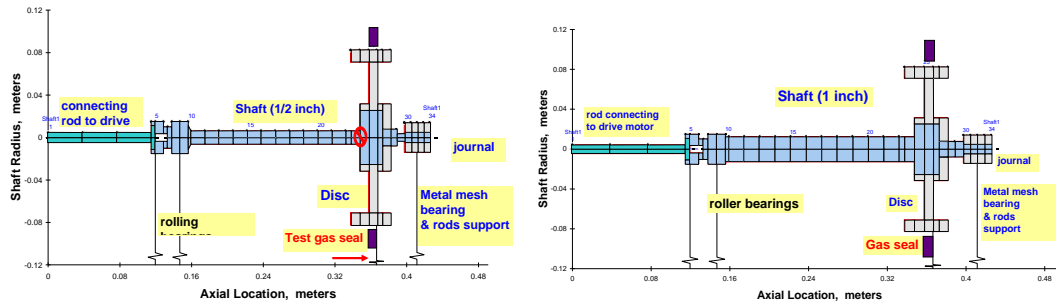 0.12
0.08
0.04
0
-0.04
-0.08
-0.12
Shaft Radius, meters
0
0.08
0.16
0.24
0.32
0.4
0.48
Axial Location, meters
connecting
rod to drive
Shaft1
1
5
10
15
20
30
Shaft1
34
Shaft (1/2 inch)
journal
Disc
rolling
Metal mesh
bearing
& rods support
Test gas seal
0.12
0.08
0.04
0
-0.04
-0.08
-0.12
Shaft Radius, meters
0
0.08
0.16
0.24
0.32
0.4
0.48
Axial Location, meters
rod connecting
to drive motor
Shaft1
5
10
15
20
30
Shaft1
34
Shaft (1 inch)
journal
roller bearings
Disc
Metal mesh
bearing
& rods support
Gas seal